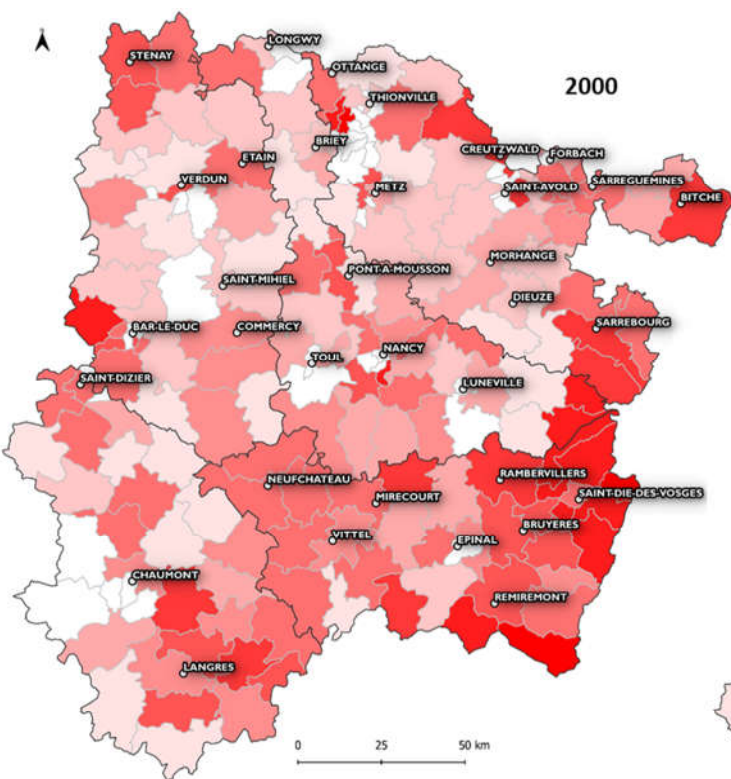 LONGWY
STENAY
OTTANGE
2000
THIONVILLE
BRIEY
CREUTZWALD
FORBACH
ETAIN
VERDUN
METZ
SAINT-AVOLD
SARREGUEMINES
BITCHE
MORHANGE
PONT-A-MOUSSON
SAINT-MIHIEL
DIEUZE
BAR-LE-DUC
COMMERCY
SARREBOURG
NANCY
TOUL
SAINT-DIZIER
LUNEVILLE
NEUFCHATEAU
RAMBERVILLERS
MIRECOURT
SAINT-DIE-DES-VOSGES
BRUYERES
VITTEL
EPINAL
CHAUMONT
REMIREMONT
LANGRES
0 25 50 km